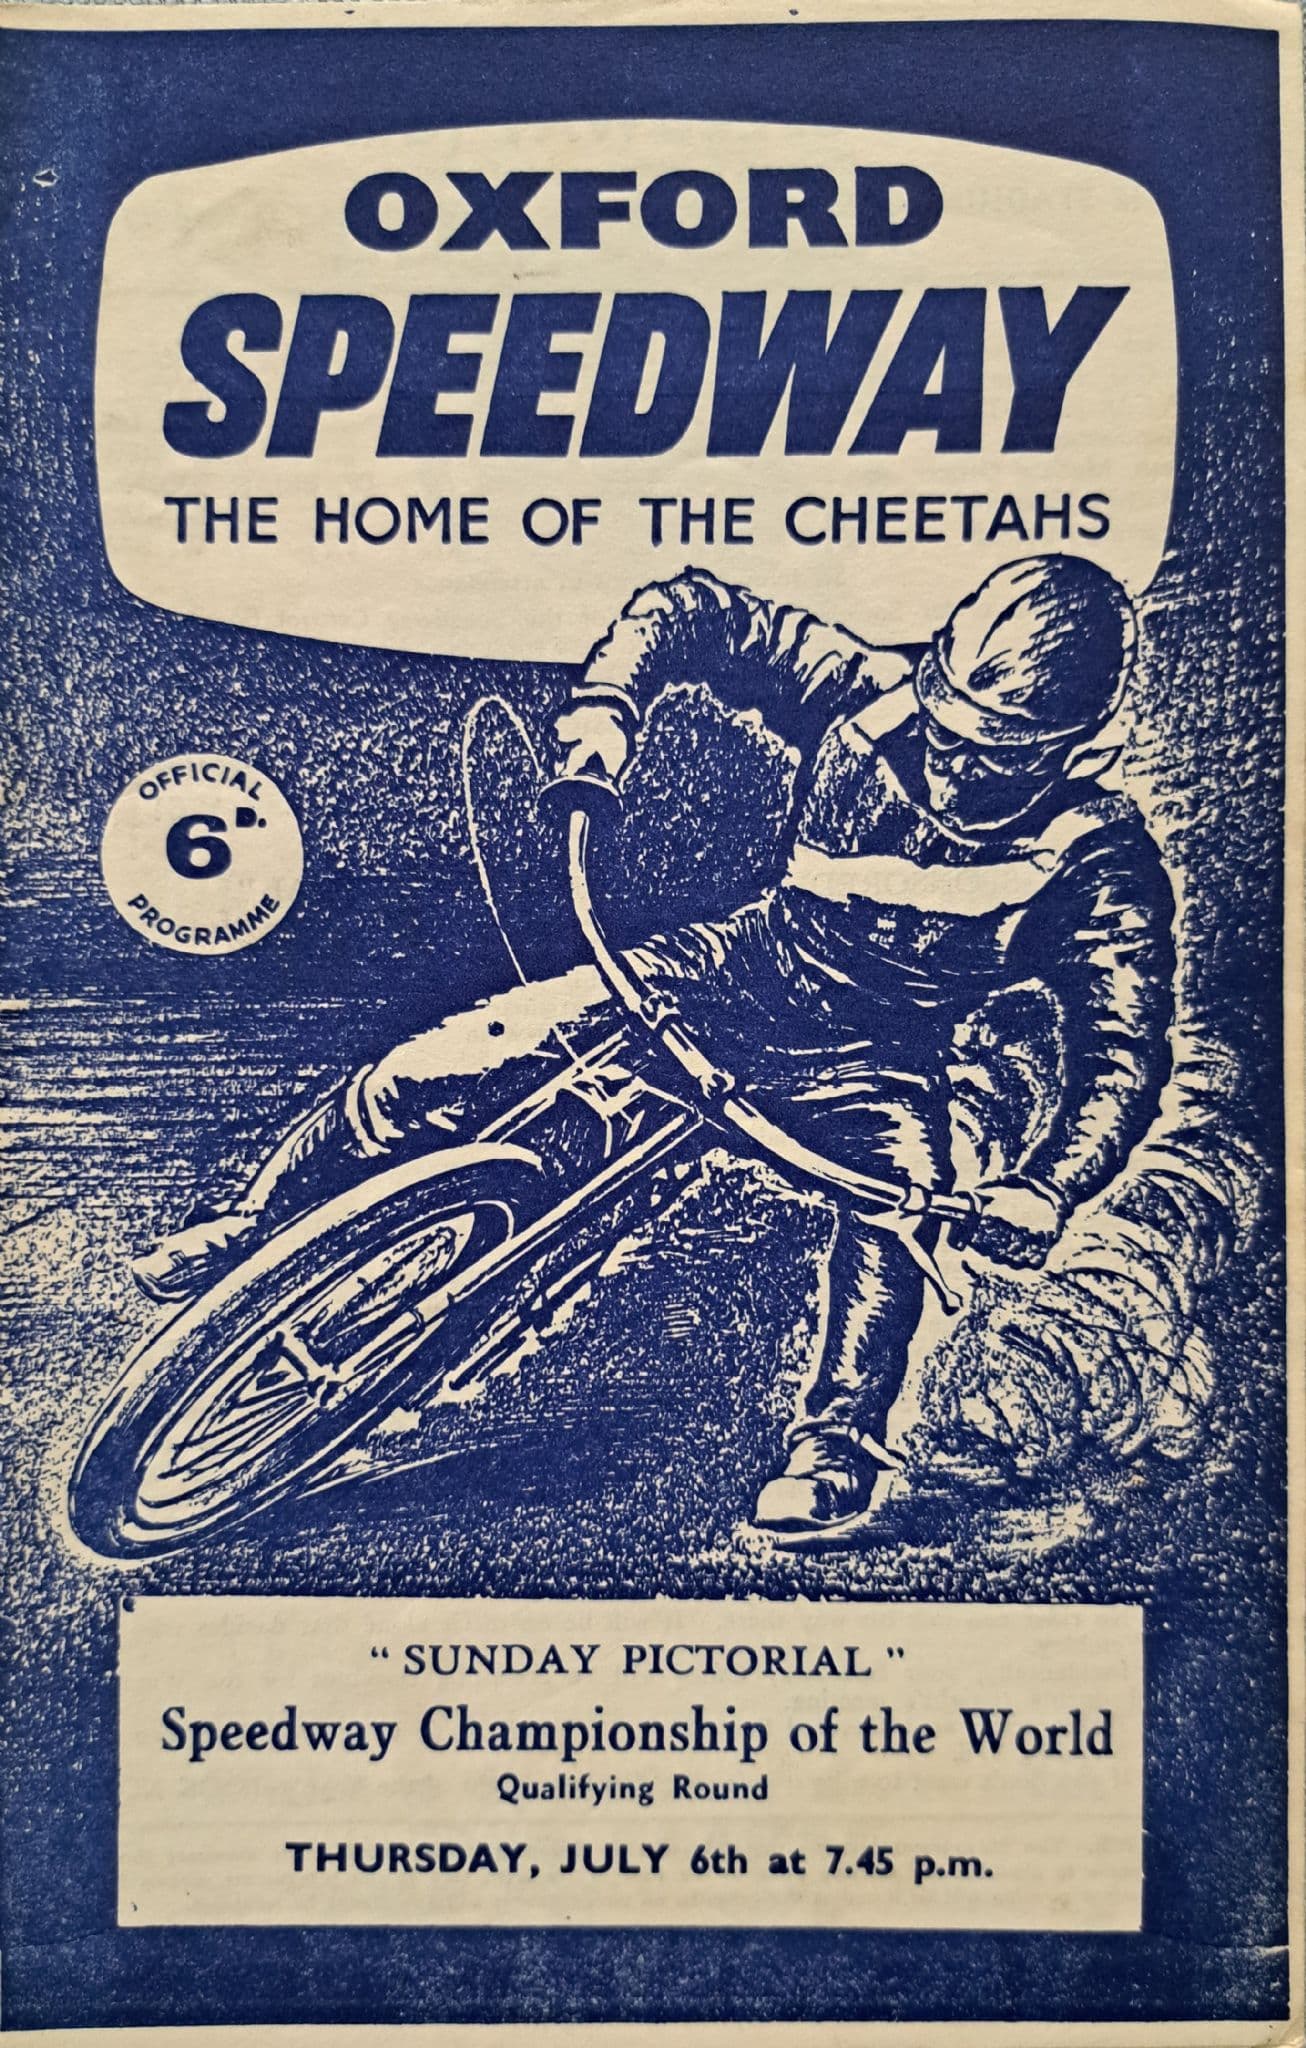 OXFORD
SPEEDWAY
THE HOME OF THE CHEETAHS
OFFICIAL
6D.
PROGRAMME
"SUNDAY PICTORIAL"
Speedway Championship of the World
Qualifying Round
THURSDAY, JULY 6th at 7.45 p.m.